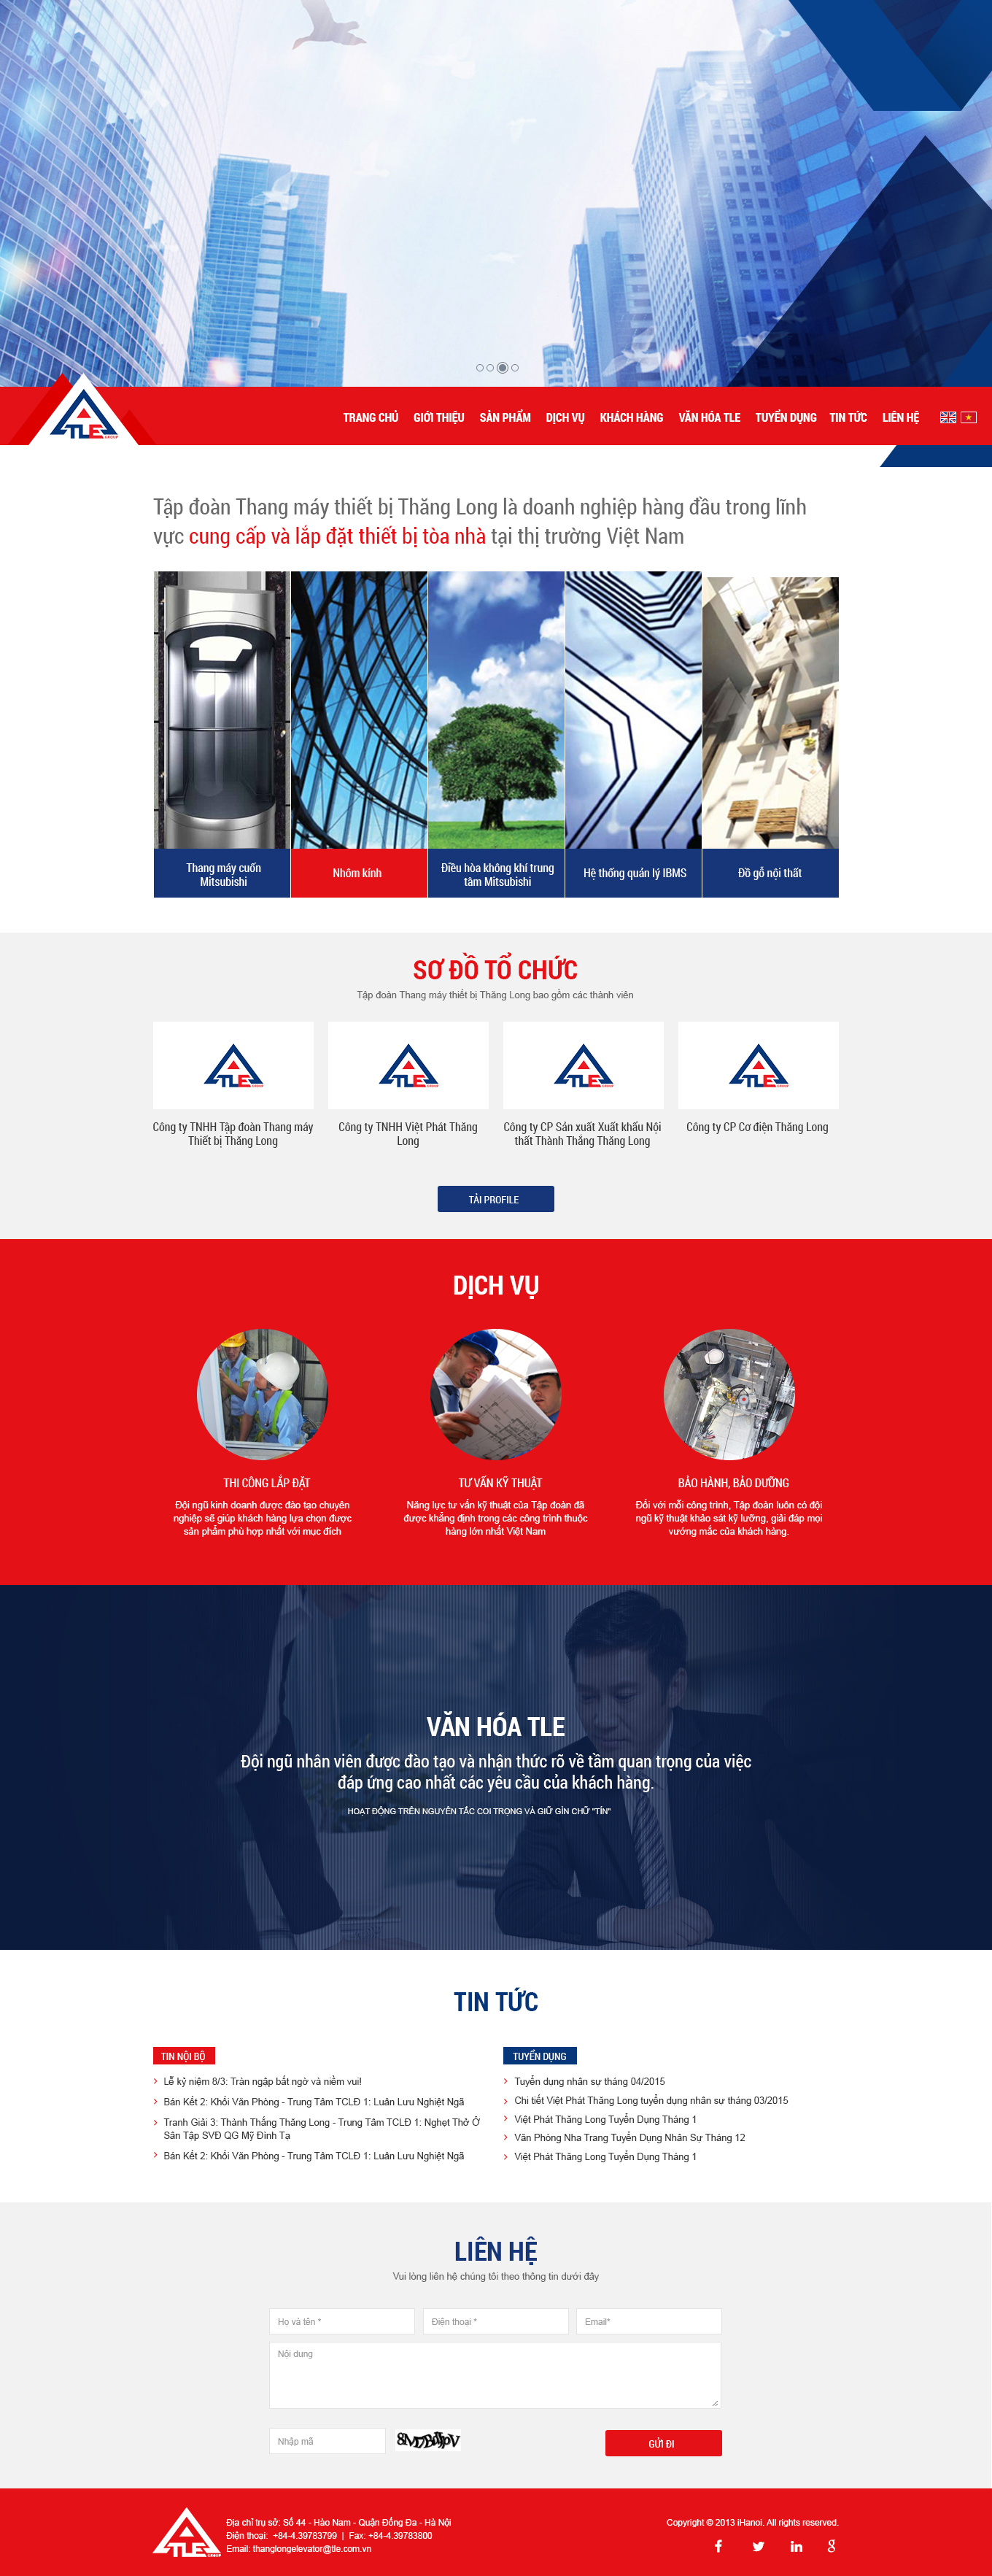 TLE GROUP
TRANG CHỦ GIỚI THIỆU SẢN PHẨM DỊCH VỤ KHÁCH HÀNG VĂN HÓA TLE TUYỂN DỤNG TIN TỨC LIÊN HỆ
Tập đoàn Thang máy thiết bị Thăng Long là doanh nghiệp hàng đầu trong lĩnh
vực cung cấp và lắp đặt thiết bị tòa nhà tại thị trường Việt Nam
Thang máy cuốn
Mitsubishi
Nhôm kính
Điều hòa không khí trung
tâm Mitsubishi
Hệ thống quản lý IBMS
Đồ gỗ nội thất
SƠ ĐỒ TỔ CHỨC
Tập đoàn Thang máy thiết bị Thăng Long bao gồm các thành viên
TLE GROUP
TLE GROUP
TLE GROUP
TLE GROUP
Công ty TNHH Tập đoàn Thang máy
Thiết bị Thăng Long
Công ty TNHH Việt Phát Thăng
Long
Công ty CP Sản xuất Xuất khẩu Nội
thất Thành Thắng Thăng Long
Công ty CP Cơ điện Thăng Long
TẢI PROFILE
DỊCH VỤ
THI CÔNG LẮP ĐẶT
Đội ngũ kinh doanh được đào tạo chuyên
nghiệp sẽ giúp khách hàng lựa chọn được
sản phẩm phù hợp nhất với mục đích
TƯ VẤN KỸ THUẬT
Năng lực tư vấn kỹ thuật của Tập đoàn đã
được khẳng định trong các công trình thuộc
hàng lớn nhất Việt Nam
BẢO HÀNH, BẢO DƯỠNG
Đối với mỗi công trình, Tập đoàn luôn có đội
ngũ kỹ thuật khảo sát kỹ lưỡng, giải đáp mọi
vướng mắc của khách hàng.
VĂN HÓA TLE
Đội ngũ nhân viên được đào tạo và nhận thức rõ về tầm quan trọng của việc
đáp ứng cao nhất các yêu cầu của khách hàng.
HOẠT ĐỘNG TRÊN NGUYÊN TẮC COI TRỌNG VÀ GIỮ GÌN CHỮ "TÍN"
TIN TỨC
TIN NỘI BỘ
Lễ kỷ niệm 8/3: Tràn ngập bất ngờ và niềm vui!
Bán Kết 2: Khối Văn Phòng - Trung Tâm TCLĐ 1: Luân Lưu Nghiệt Ngã
Tranh Giải 3: Thành Thắng Thăng Long - Trung Tâm TCLĐ 1: Nghẹt Thở Ở
Sân Tập SVĐ QG Mỹ Đình Tạ
Bán Kết 2: Khối Văn Phòng - Trung Tâm TCLĐ 1: Luân Lưu Nghiệt Ngã
TUYỂN DỤNG
Tuyển dụng nhân sự tháng 04/2015
Chi tiết Việt Phát Thăng Long tuyển dụng nhân sự tháng 03/2015
Việt Phát Thăng Long Tuyển Dụng Tháng 1
Văn Phòng Nha Trang Tuyển Dụng Nhân Sự Tháng 12
Việt Phát Thăng Long Tuyển Dụng Tháng 1
LIÊN HỆ
Vui lòng liên hệ chúng tôi theo thông tin dưới đây
Họ và tên *
Điện thoại *
Email*
Nội dung
Nhập mã
GỬI ĐI
TLE GROUP
Địa chỉ trụ sở: Số 44 - Hào Nam - Quận Đống Đa - Hà Nội
Điện thoại: +84-4.39783799 | Fax: +84-4.39783800
Email: thanglongelevator@tle.com.vn
Copyright © 2013 iHanoi. All rights reserved.